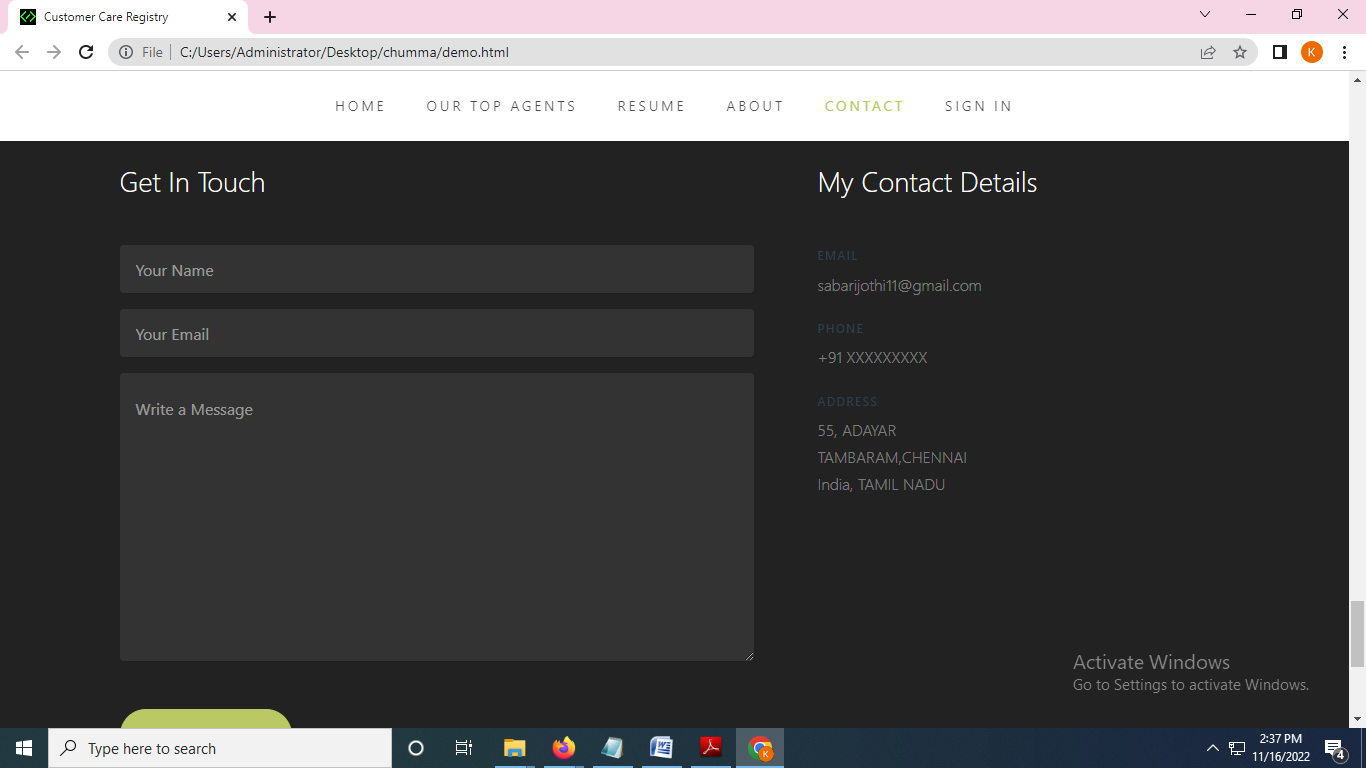 Customer Care Registry
File C:/Users/Administrator/Desktop/chumma/demo.html
K
HOME OUR TOP AGENTS RESUME ABOUT CONTACT SIGN IN
Get In Touch
Your Name
Your Email
Write a Message
My Contact Details
EMAIL
sabarijothi11@gmail.com
PHONE
+91 XXXXXXXXX
ADDRESS
55, ADAYAR
TAMBARAM,CHENNAI
India, TAMIL NADU
Activate Windows
Go to Settings to activate Windows.
Type here to search
W
K
2:37 PM
11/16/2022
4